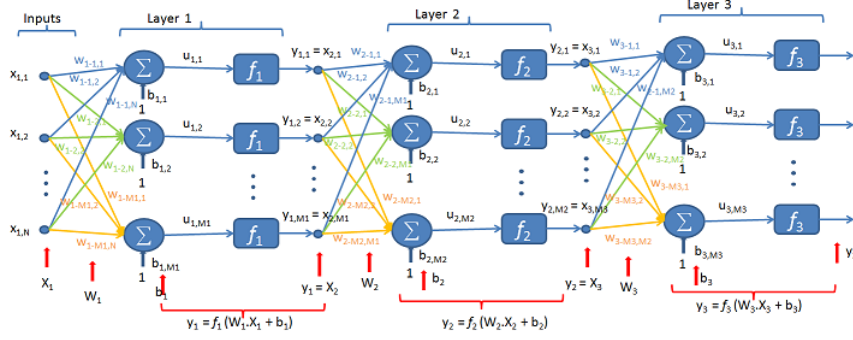 Inputs
Layer 1
Layer 2
Layer 3
x1,1 W1-1,1 Σ u1,1 f1 y1,1 = x2,1 W2-1,1 Σ u2,1 f2 y2,1 = x3,1 W3-1,1 Σ u3,1 f3
W1-1,2 b1,1 W2-1,2 b2,1 W3-1,2 b3,1
W1-1,N 1 W2-1,M1 1 W3-1,M2 1
x1,2 W1-2,1 Σ u1,2 f1 y1,2 = x2,2 W2-2,1 Σ u2,2 f2 y2,2 = x3,2 W3-2,1 Σ u3,2 f3
W1-2,2 b1,2 W2-2,2 b2,2 W3-2,2 b3,2
W1-2,N 1 W2-2,M1 1 W3-2,M2 1
W1-M1,1 W2-M2,1 W3-M3,1
W1-M1,2 W2-M2,2 W3-M3,2
x1,N W1-M1,N Σ u1,M1 f1 y1,M1 = x2,M1 W2-M2,M1 Σ u2,M2 f2 y2,M2 = x3,M3 W3-M3,M2 Σ u3,M3 f3
1 b1,M1 1 b2,M2 1 b3,M3
X1 W1 b1 y1 = X2 W2 b2 y2 = X3 W3 b3 y
y1 = f1 (W1.X1 + b1)
y2 = f2 (W2.X2 + b2)
y3 = f3 (W3.X3 + b3)